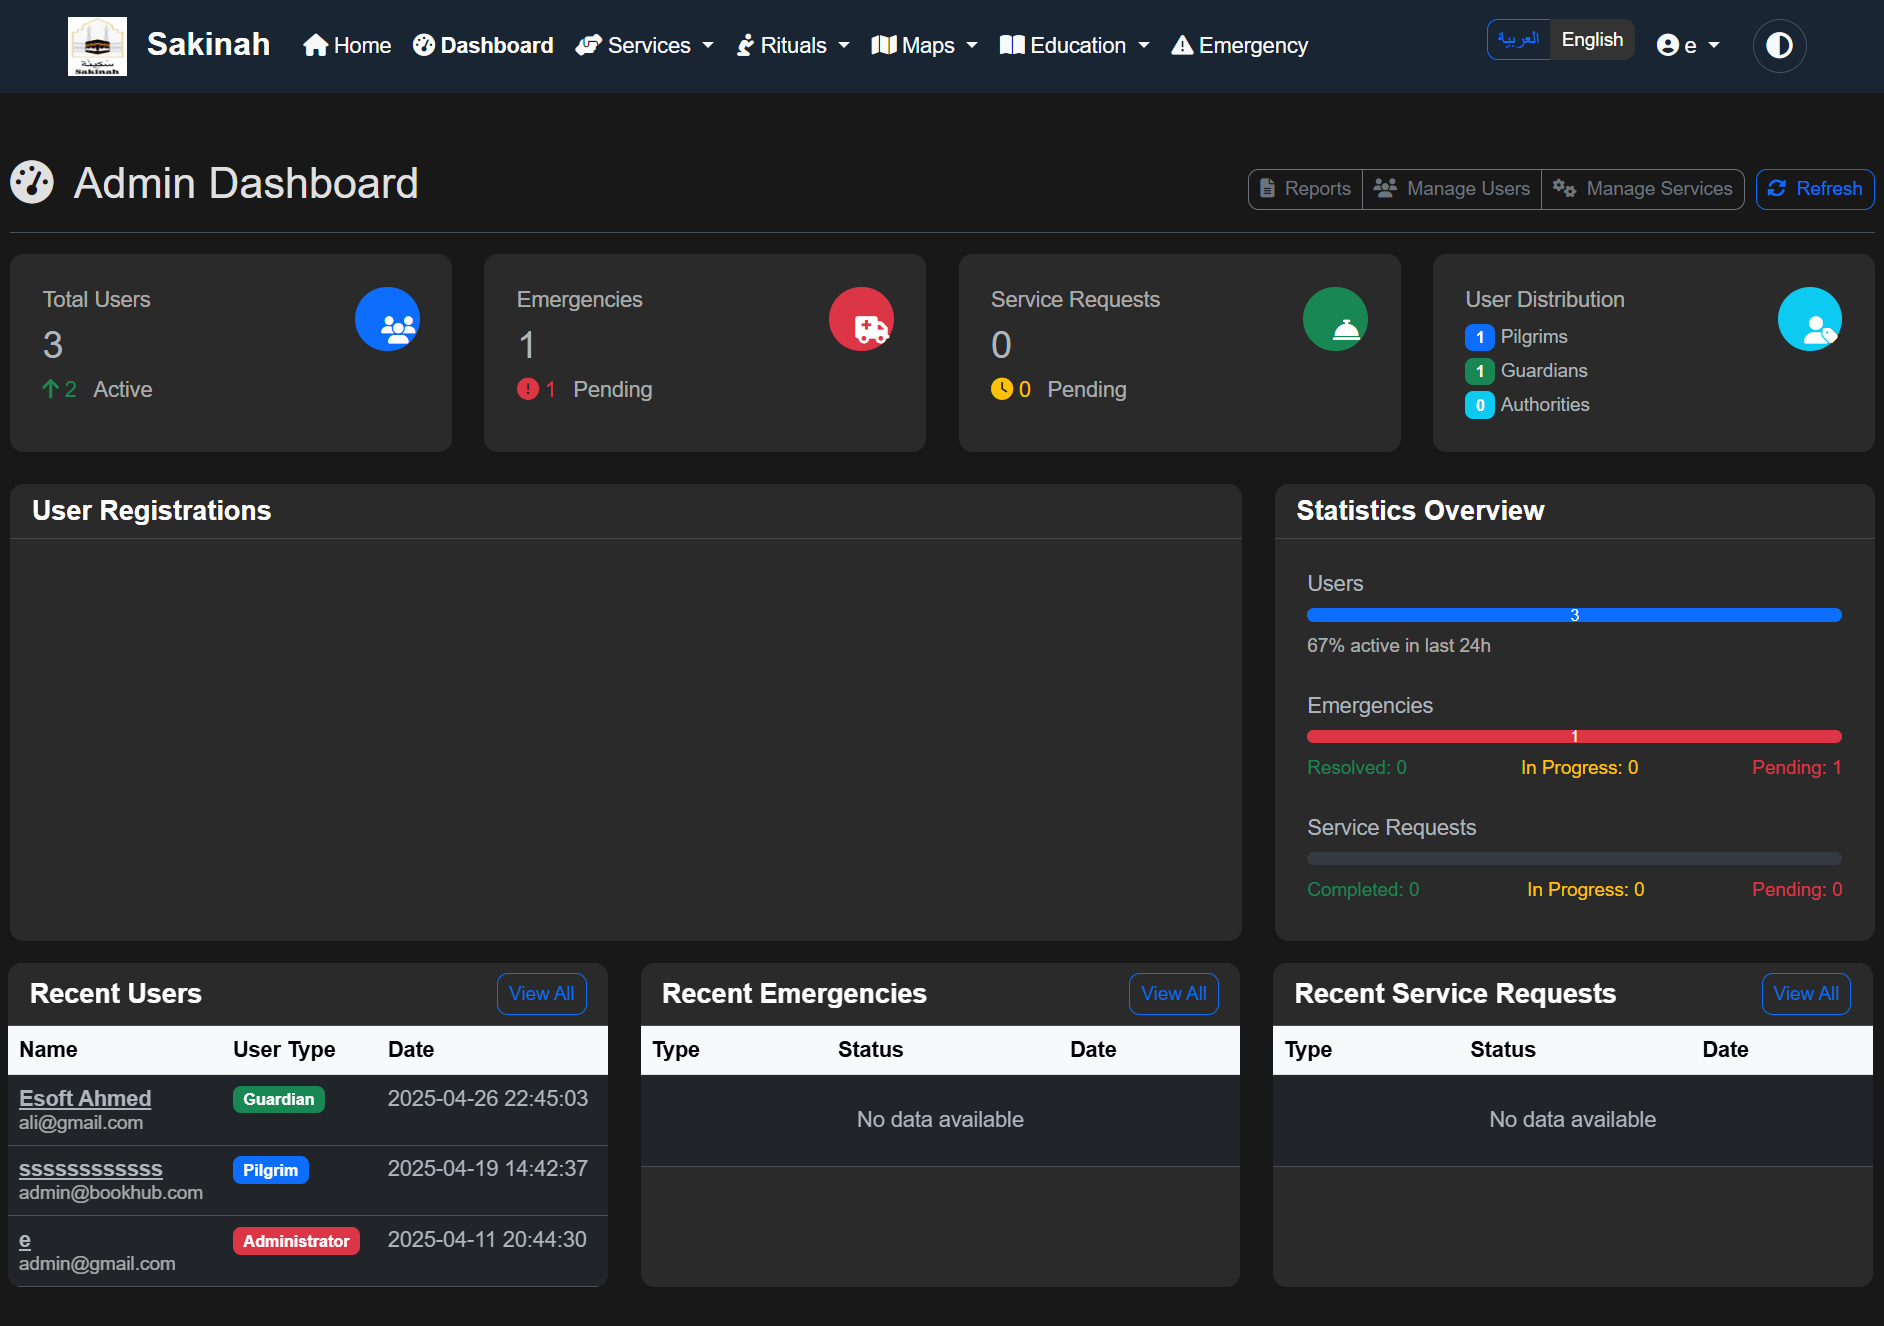 سكينة
Sakinah
Sakinah
Home
Dashboard
Services
Rituals
Maps
Education
Emergency
العربية
English
e
Admin Dashboard
Reports
Manage Users
Manage Services
Refresh
Total Users
3
2 Active
Emergencies
1
1 Pending
Service Requests
0
0 Pending
User Distribution
1 Pilgrims
1 Guardians
0 Authorities
User Registrations
Statistics Overview
Users
3
67% active in last 24h
Emergencies
1
Resolved: 0 In Progress: 0 Pending: 1
Service Requests
Completed: 0 In Progress: 0 Pending: 0
Recent Users
View All
Name User Type Date
Esoft Ahmed Guardian 2025-04-26 22:45:03
ali@gmail.com
ssssssssssss Pilgrim 2025-04-19 14:42:37
admin@bookhub.com
e Administrator 2025-04-11 20:44:30
admin@gmail.com
Recent Emergencies
View All
Type Status Date
No data available
Recent Service Requests
View All
Type Status Date
No data available